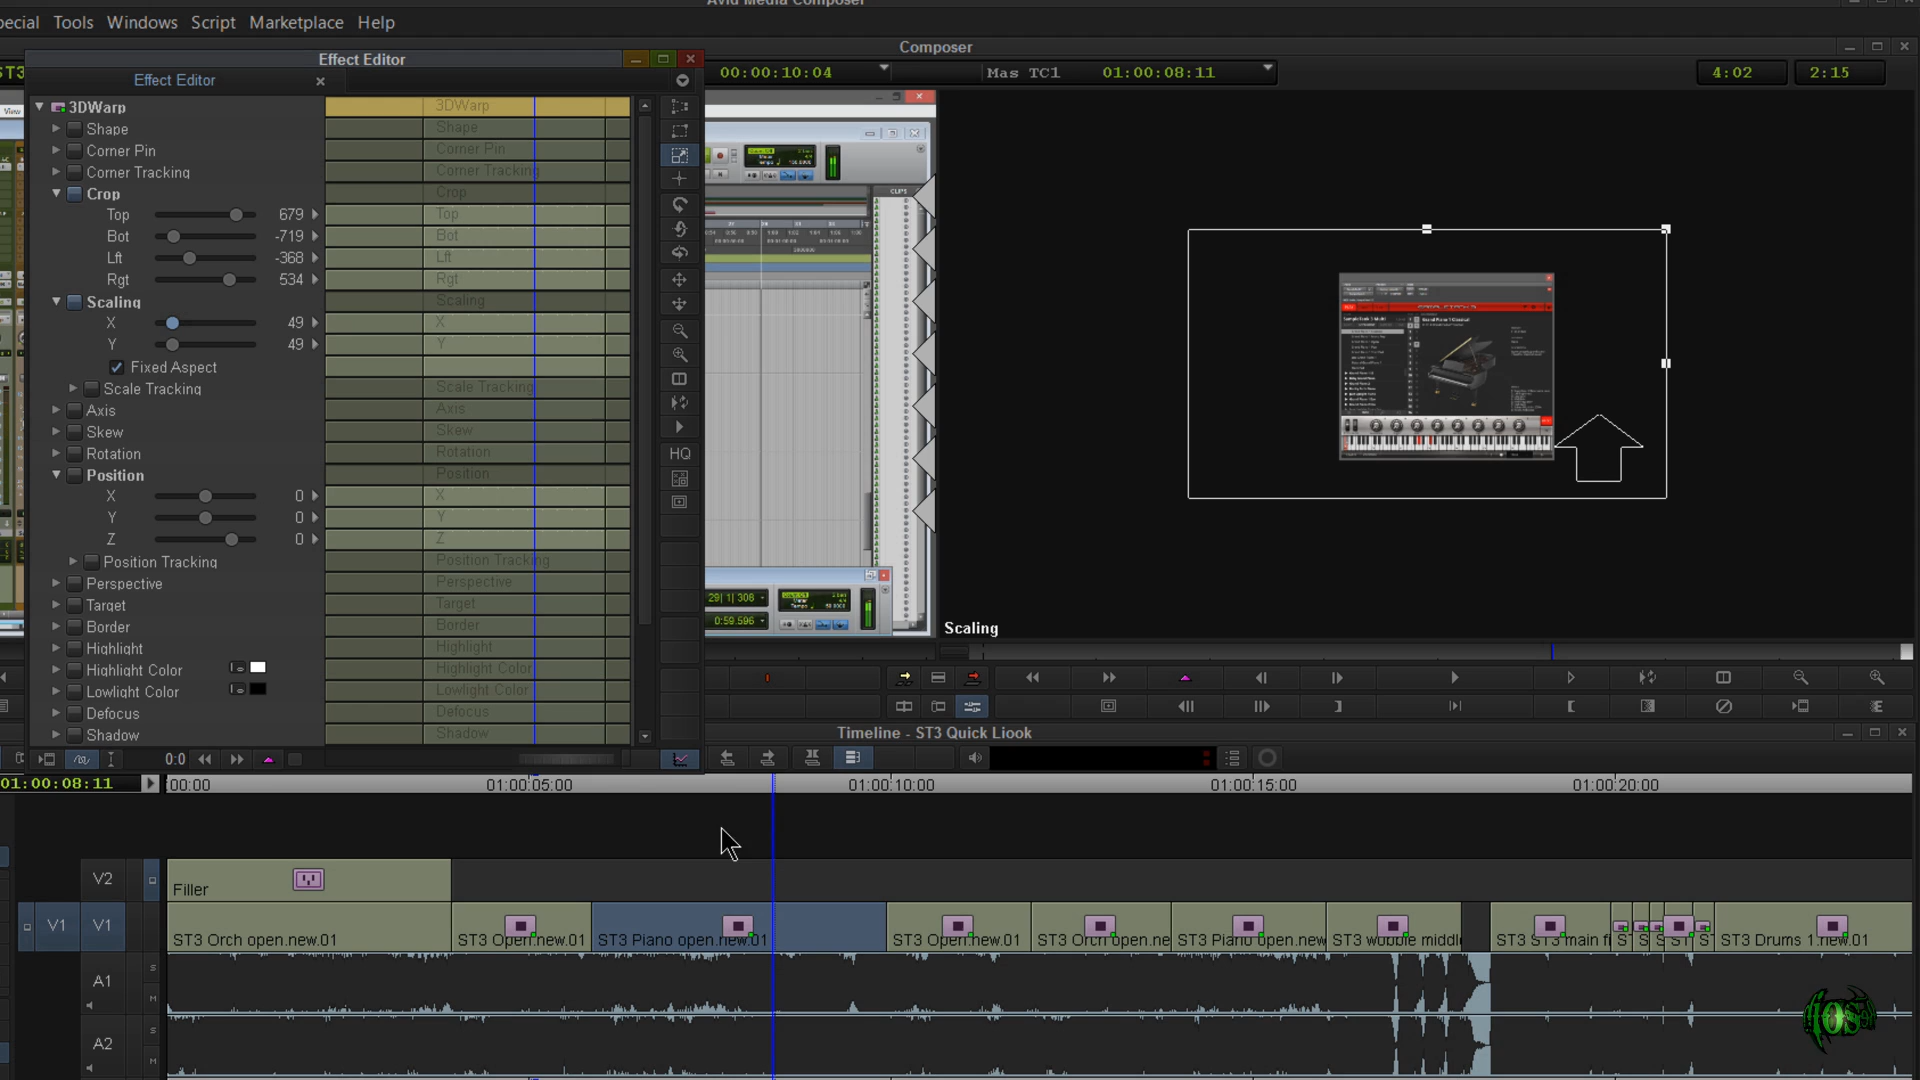 Avid Media Composer
pecial Tools Windows Script Marketplace Help
Composer
Effect Editor
ST3
Effect Editor
00:00:10:04
Mas TC1
01:00:08:11
4:02
2:15
View
3DWarp
3DWarp
Shape
Shape
Corner Pin
Corner Pin
Corner Tracking
Corner Tracking
Crop
Crop
Top 679
Top
Bot -719
Bot
Lft -368
Lft
Rgt 534
Rgt
Scaling
Scaling
X 49
X
Y 49
Y
Fixed Aspect
Scale Tracking
Scale Tracking
Axis
Axis
Skew
Skew
Rotation
Rotation
Position
Position
X 0
X
Y 0
Y
Z 0
Z
Position Tracking
Position Tracking
Perspective
Perspective
Target
Target
Border
Border
Highlight
Highlight
Highlight Color
Highlight Color
Lowlight Color
Lowlight Color
Defocus
Defocus
Shadow
Shadow
HQ
CLIPS
29| 1| 308
0:59.596
Scaling
0:0
Timeline - ST3 Quick Liook
01:00:08:11
00:00
01:00:05:00
01:00:10:00
01:00:15:00
01:00:20:00
V2
Filler
V1 V1
ST3 Orch open.new.01
ST3 Open.new.01
ST3 Piano open.new.01
ST3 Open.new.01
ST3 Orch open.ne
ST3 Piano open.new
ST3 wobble middl
ST3 ST3 main f
ST3 Drums 1.new.01
A1
S
M
A2
S
M